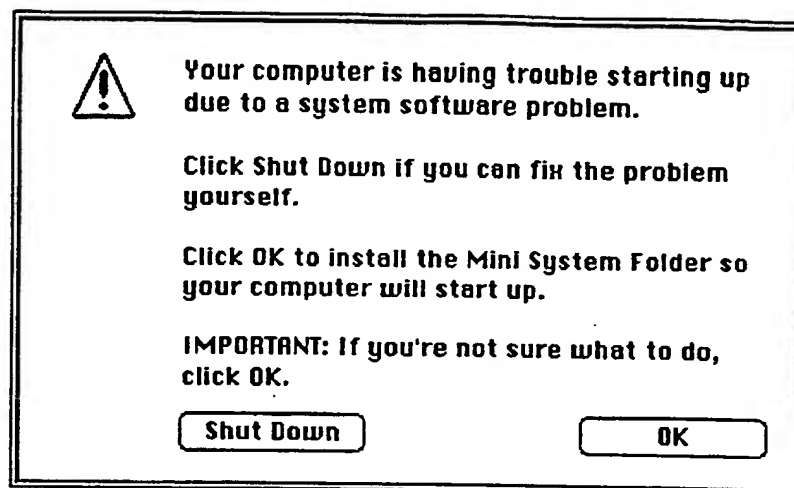 Your computer is having trouble starting up
due to a system software problem.
Click Shut Down if you can fix the problem
yourself.
Click OK to install the Mini System Folder so
your computer will start up.
IMPORTANT: If you're not sure what to do,
click OK.
Shut Down
OK